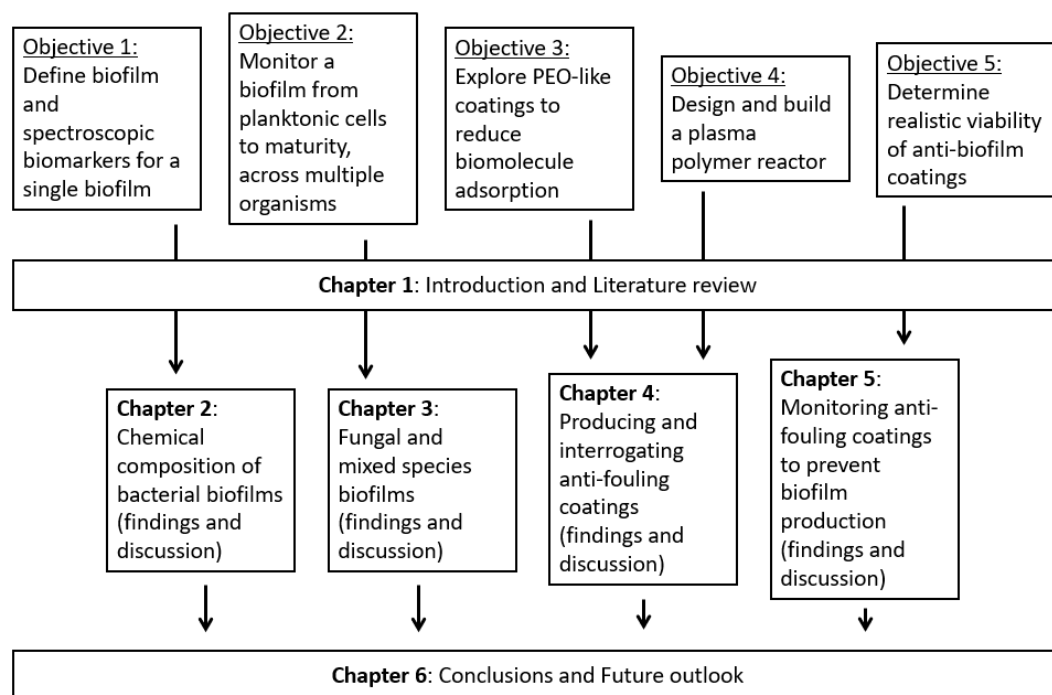 Objective 1:
Define biofilm
and
spectroscopic
biomarkers for a
single biofilm
Objective 2:
Monitor a
biofilm from
planktonic cells
to maturity,
across multiple
organisms
Objective 3:
Explore PEO-like
coatings to
reduce
biomolecule
adsorption
Objective 4:
Design and build
a plasma
polymer reactor
Objective 5:
Determine
realistic viability
of anti-biofilm
coatings
Chapter 1: Introduction and Literature review
Chapter 2:
Chemical
composition of
bacterial biofilms
(findings and
discussion)
Chapter 3:
Fungal and
mixed species
biofilms
(findings and
discussion)
Chapter 4:
Producing and
interrogating
anti-fouling
coatings
(findings and
discussion)
Chapter 5:
Monitoring anti-
fouling coatings
to prevent
biofilm
production
(findings and
discussion)
Chapter 6: Conclusions and Future outlook